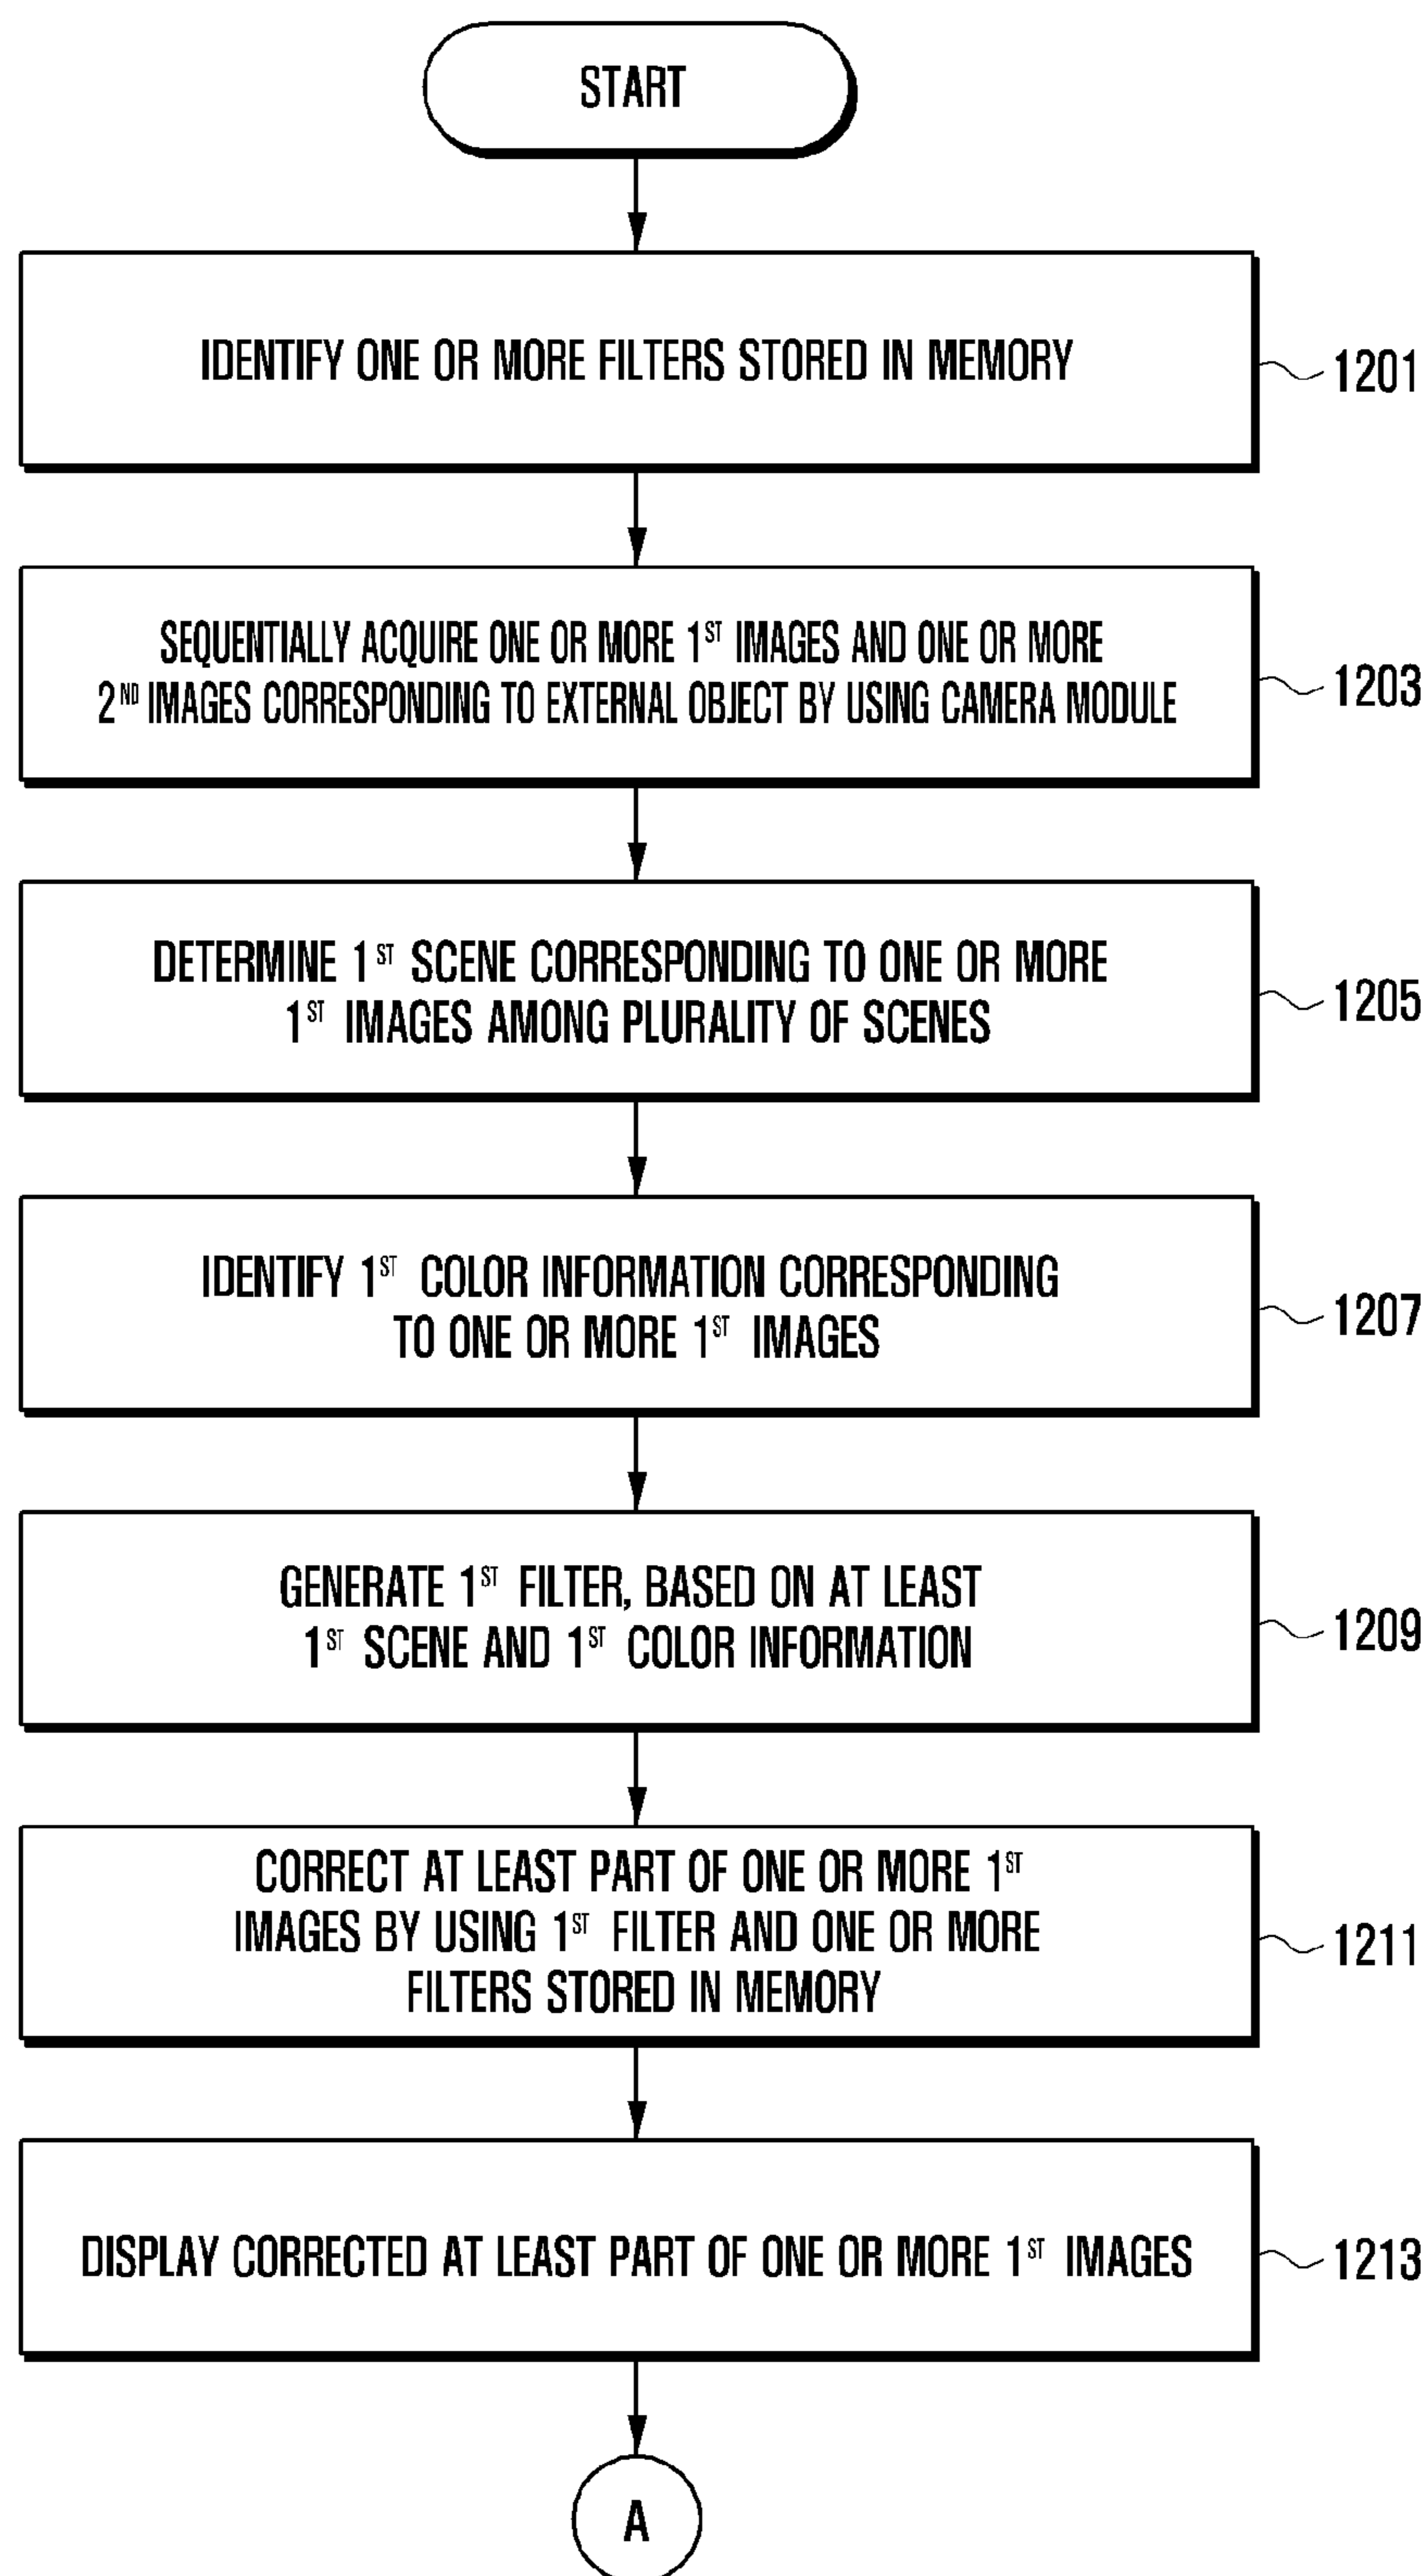 START
IDENTIFY ONE OR MORE FILTERS STORED IN MEMORY
1201
SEQUENTIALLY ACQUIRE ONE OR MORE 1ST IMAGES AND ONE OR MORE
2ND IMAGES CORRESPONDING TO EXTERNAL OBJECT BY USING CAMERA MODULE
1203
DETERMINE 1ST SCENE CORRESPONDING TO ONE OR MORE
1ST IMAGES AMONG PLURALITY OF SCENES
1205
IDENTIFY 1ST COLOR INFORMATION CORRESPONDING
TO ONE OR MORE 1ST IMAGES
1207
GENERATE 1ST FILTER, BASED ON AT LEAST
1ST SCENE AND 1ST COLOR INFORMATION
1209
CORRECT AT LEAST PART OF ONE OR MORE 1ST
IMAGES BY USING 1ST FILTER AND ONE OR MORE
FILTERS STORED IN MEMORY
1211
DISPLAY CORRECTED AT LEAST PART OF ONE OR MORE 1ST IMAGES
1213
A